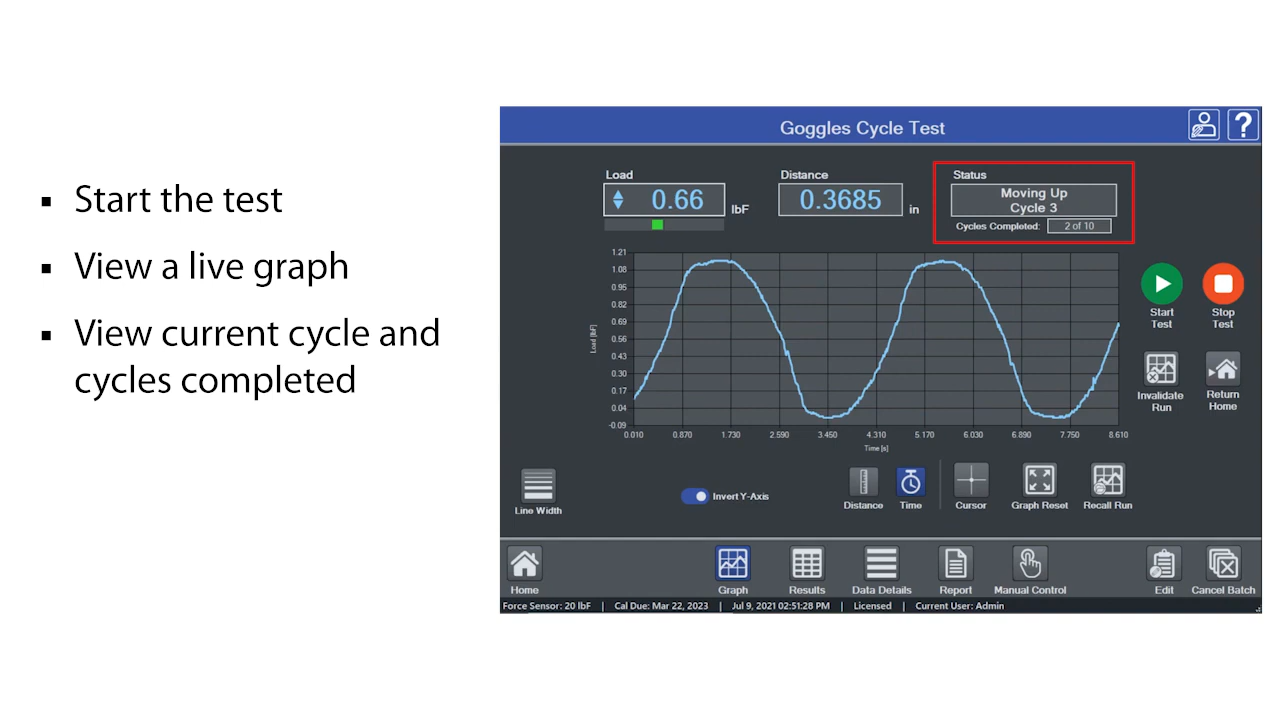 ▪ Start the test
▪ View a live graph
▪ View current cycle and
cycles completed
Goggles Cycle Test
?
Load
0.66 lbF
Distance
0.3685 in
Status
Moving Up
Cycle 3
Cycles Completed: 2 of 10
Load [lbF]
1.21
1.08
0.95
0.82
0.69
0.56
0.43
0.30
0.17
0.04
-0.09
0.010 0.870 1.730 2.590 3.450 4.310 5.170 6.030 6.890 7.750 8.610
Time [s]
Start
Test
Stop
Test
Invalidate
Run
Return
Home
Line Width
Invert Y-Axis
Distance
Time
Cursor
Graph Reset
Recall Run
Home
Graph
Results
Data Details
Report
Manual Control
Edit
Cancel Batch
Force Sensor: 20 lbF | Cal Due: Mar 22, 2023 | Jul 9, 2021 02:51:28 PM | Licensed | Current User: Admin